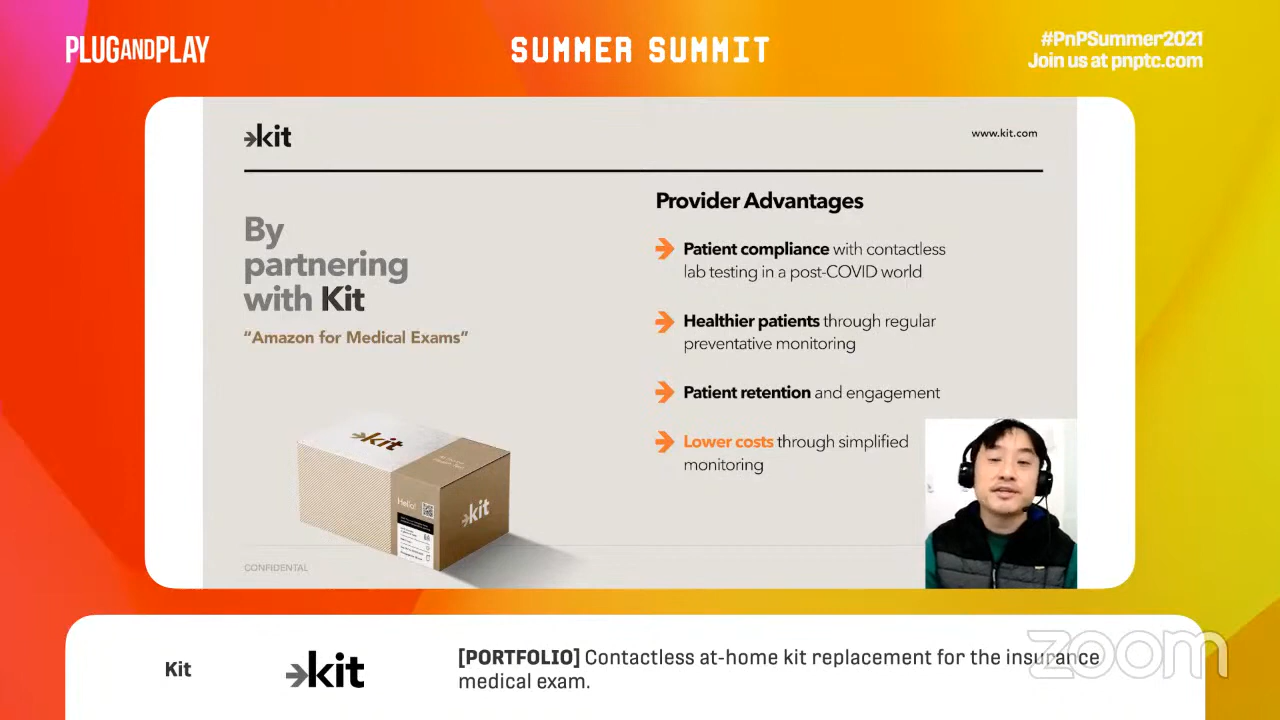 PLUGANDPLAY
SUMMER SUMMIT
#PnPSummer2021
Join us at pnptc.com
kit
www.kit.com
By
partnering
with Kit
“Amazon for Medical Exams”
Provider Advantages
Patient compliance with contactless
lab testing in a post-COVID world
Healthier patients through regular
preventative monitoring
Patient retention and engagement
Lower costs through simplified
monitoring
kit
Hello!
kit
CONFIDENTAL
Kit
kit
[PORTFOLIO] Contactless at-home kit replacement for the insurance
medical exam.
zoom